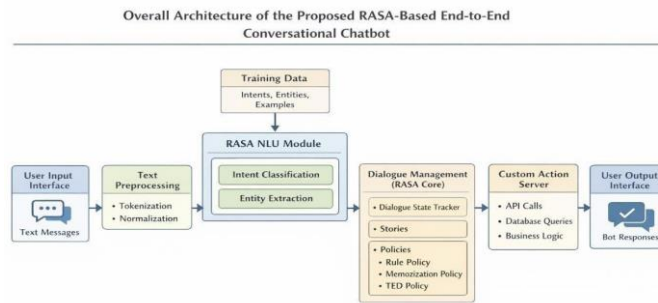 Overall Architecture of the Proposed RASA-Based End-to-End
Conversational Chatbot
Training Data
Intents, Entities,
Examples
RASA NLU Module
Intent Classification
Entity Extraction
User Input
Interface
Text Messages
Text
Preprocessing
• Tokenization
• Normalization
Dialogue Management
(RASA Core)
• Dialogue State Tracker
• Stories
• Policies
• Rule Policy
• Memozization Policy
• TED Policy
Custom Action
Server
• API Calls
• Database Queries
• Business Logic
User Output
Interface
Bot Responses